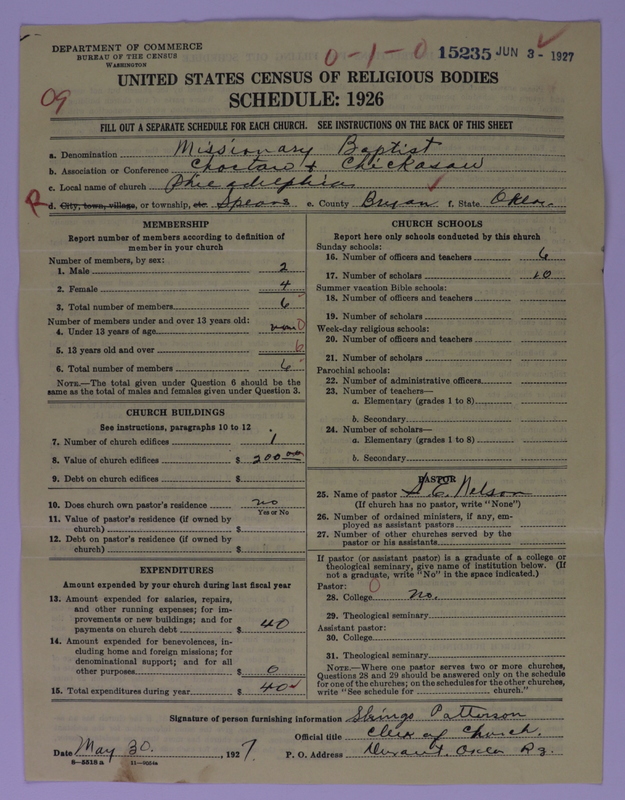 DEPARTMENT OF COMMERCE
BUREAU OF THE CENSUS
WASHINGTON
0-1-0 15235 JUN 3 - 1927
UNITED STATES CENSUS OF RELIGIOUS BODIES
09
SCHEDULE: 1926
FILL OUT A SEPARATE SCHEDULE FOR EACH CHURCH. SEE INSTRUCTIONS ON THE BACK OF THIS SHEET
a. Denomination Missionary Baptist
b. Association or Conference Choctaw & Chickasaw
c. Local name of church Phieadelphia
R d. City, town, village, or township, etc. Spears e. County Bryan f. State Okla.
MEMBERSHIP
Report number of members according to definition of
member in your church
Number of members, by sex:
1. Male 2
2. Female 4
3. Total number of members 6
Number of members under and over 13 years old:
4. Under 13 years of age none 0
5. 13 years old and over 6
6. Total number of members 6
NOTE.—The total given under Question 6 should be the
same as the total of males and females given under Question 3.
CHURCH BUILDINGS
See instructions, paragraphs 10 to 12
7. Number of church edifices 1
8. Value of church edifices $ 200 00
9. Debt on church edifices $
10. Does church own pastor's residence no
Yes or No
11. Value of pastor's residence (if owned by
church) $
12. Debt on pastor's residence (if owned by
church) $
EXPENDITURES
Amount expended by your church during last fiscal year
13. Amount expended for salaries, repairs,
and other running expenses; for im-
provements or new buildings; and for
payments on church debt $ 40
14. Amount expended for benevolences, in-
cluding home and foreign missions; for
denominational support; and for all
other purposes $ 0
15. Total expenditures during year $ 40
CHURCH SCHOOLS
Report here only schools conducted by this church
Sunday schools:
16. Number of officers and teachers 6
17. Number of scholars 10
Summer vacation Bible schools:
18. Number of officers and teachers
19. Number of scholars
Week-day religious schools:
20. Number of officers and teachers
21. Number of scholars
Parochial schools:
22. Number of administrative officers
23. Number of teachers—
a. Elementary (grades 1 to 8)
b. Secondary
24. Number of scholars—
a. Elementary (grades 1 to 8)
b. Secondary
PASTOR
25. Name of pastor S. E. Nelson
(If church has no pastor, write "None")
26. Number of ordained ministers, if any, em-
ployed as assistant pastors
27. Number of other churches served by the
pastor or his assistants
If pastor (or assistant pastor) is a graduate of a college or
theological seminary, give name of institution below. (If
not a graduate, write "No" in the space indicated.)
Pastor: 0
28. College no.
29. Theological seminary
Assistant pastor:
30. College
31. Theological seminary
NOTE.—Where one pastor serves two or more churches,
Questions 28 and 29 should be answered only on the schedule
for one of the churches; on the schedules for the other churches,
write "See schedule for church."
Signature of person furnishing information Patterson
Official title Clerk of Church.
Date May 30. , 1927. P. O. Address Durant. Okla R3.
8-5518 a 11-9054a